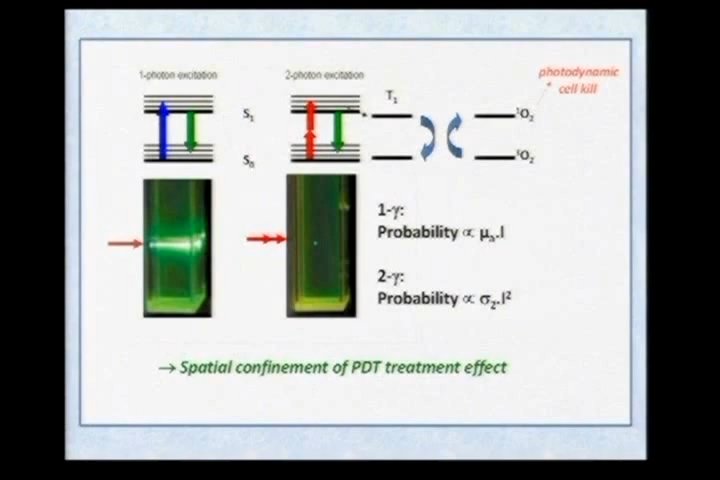 1-photon excitation
2-photon excitation
photodynamic
cell kill
T₁
S₁
¹O₂
S₀
³O₂
1-γ:
Probability ∝ μₐ.I
2-γ:
Probability ∝ σ₂.I²
→ Spatial confinement of PDT treatment effect